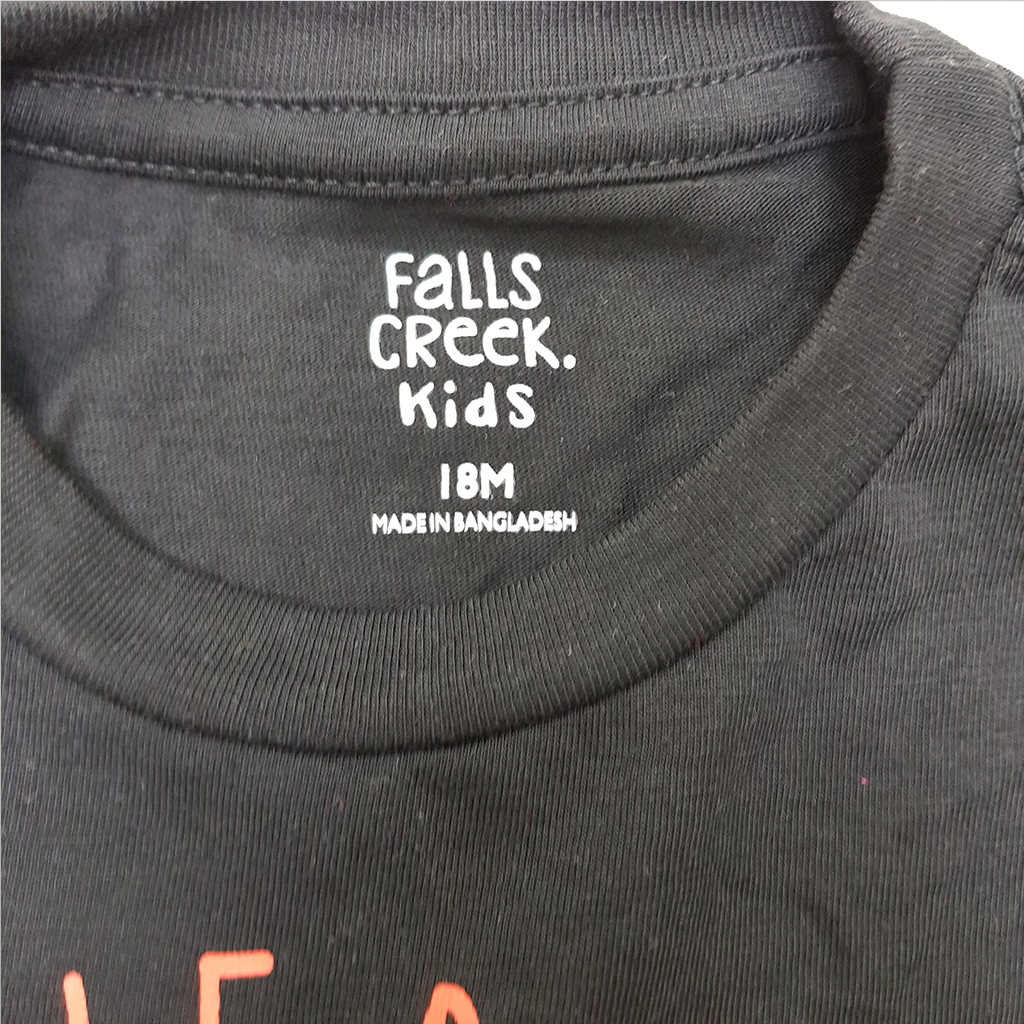 Falls
Creek.
Kids
18M
MADE IN BANGLADESH